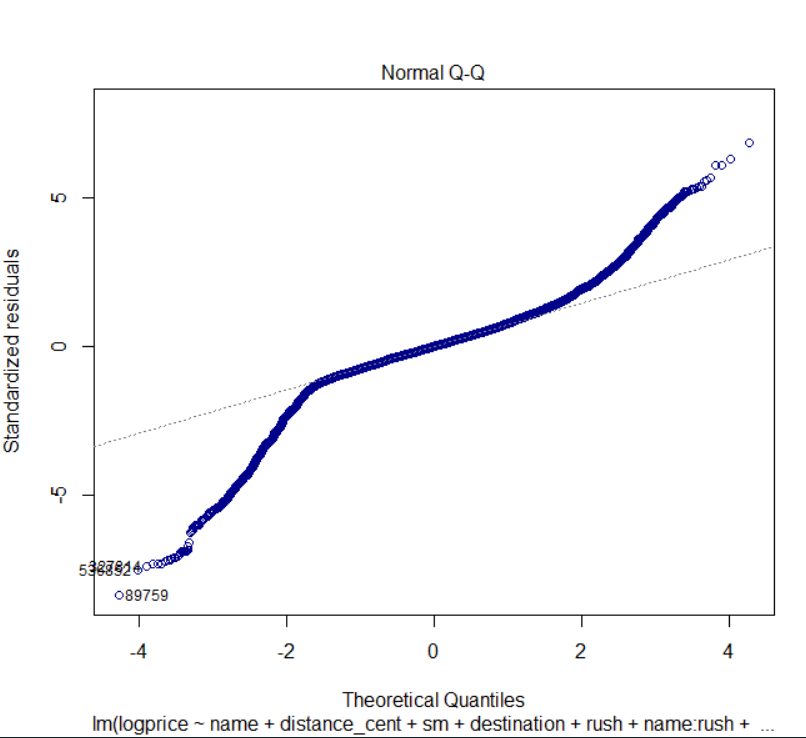 Normal Q-Q
Standardized residuals
5
0
-5
89759
-4
-2
0
2
4
Theoretical Quantiles
lm(logprice ~ name + distance_cent + sm + destination + rush + name:rush + ...